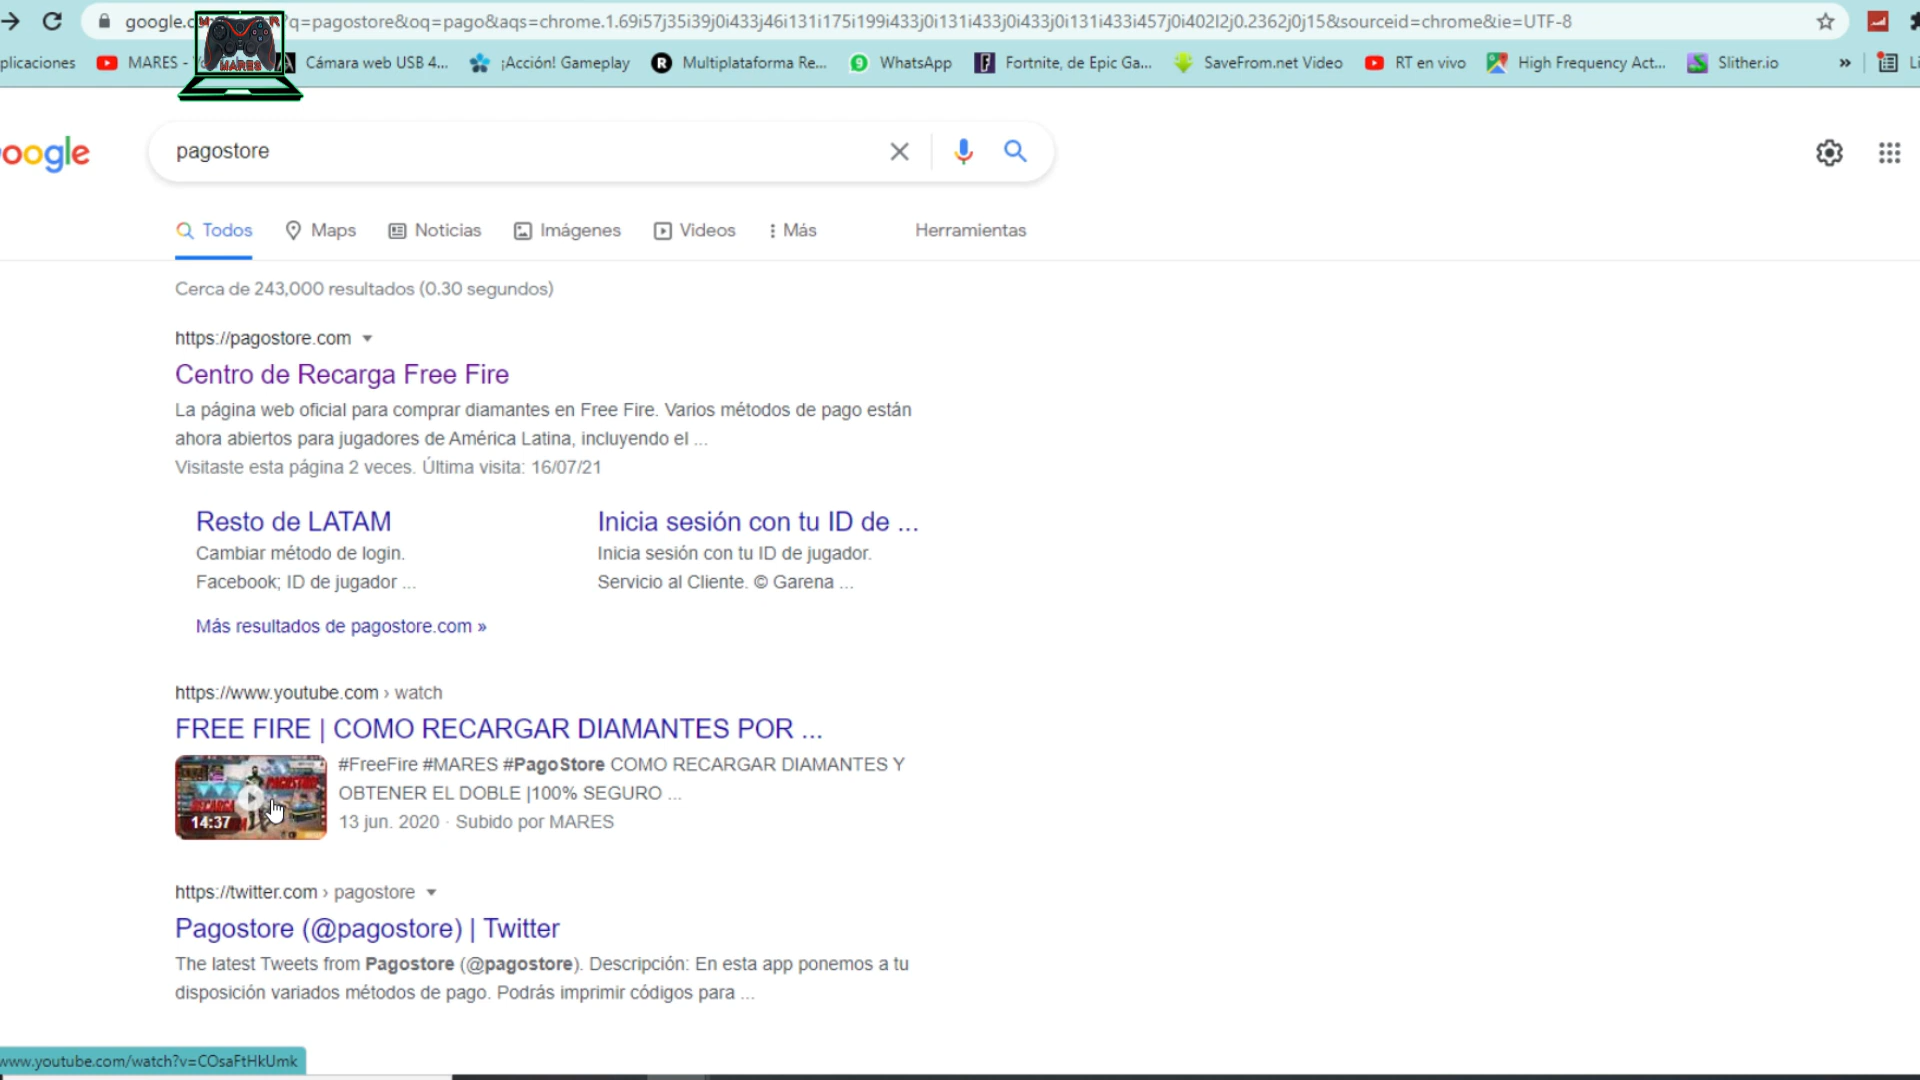 google.c
?q=pagostore&oq=pago&aqs=chrome.1.69i57j35i39j0i433j46i131i175i199i433j0i131i433j0i433j0i131i433i457j0i402l2j0.2362j0j15&sourceid=chrome&ie=UTF-8
MARES
plicaciones
MARES -
Cámara web USB 4...
¡Acción! Gameplay
Multiplataforma Re...
WhatsApp
Fortnite, de Epic Ga...
SaveFrom.net Video
RT en vivo
High Frequency Act...
Slither.io
»
Li
oogle
pagostore
Todos
Maps
Noticias
Imágenes
Videos
Más
Herramientas
Cerca de 243,000 resultados (0.30 segundos)
https://pagostore.com
Centro de Recarga Free Fire
La página web oficial para comprar diamantes en Free Fire. Varios métodos de pago están
ahora abiertos para jugadores de América Latina, incluyendo el ...
Visitaste esta página 2 veces. Última visita: 16/07/21
Resto de LATAM
Cambiar método de login.
Facebook; ID de jugador ...
Inicia sesión con tu ID de ...
Inicia sesión con tu ID de jugador.
Servicio al Cliente. © Garena ...
Más resultados de pagostore.com »
https://www.youtube.com › watch
FREE FIRE | COMO RECARGAR DIAMANTES POR ...
14:37
#FreeFire #MARES #PagoStore COMO RECARGAR DIAMANTES Y
OBTENER EL DOBLE |100% SEGURO ...
13 jun. 2020 · Subido por MARES
https://twitter.com › pagostore
Pagostore (@pagostore) | Twitter
The latest Tweets from Pagostore (@pagostore). Descripción: En esta app ponemos a tu
disposición variados métodos de pago. Podrás imprimir códigos para ...
www.youtube.com/watch?v=COsaFtHkUmk